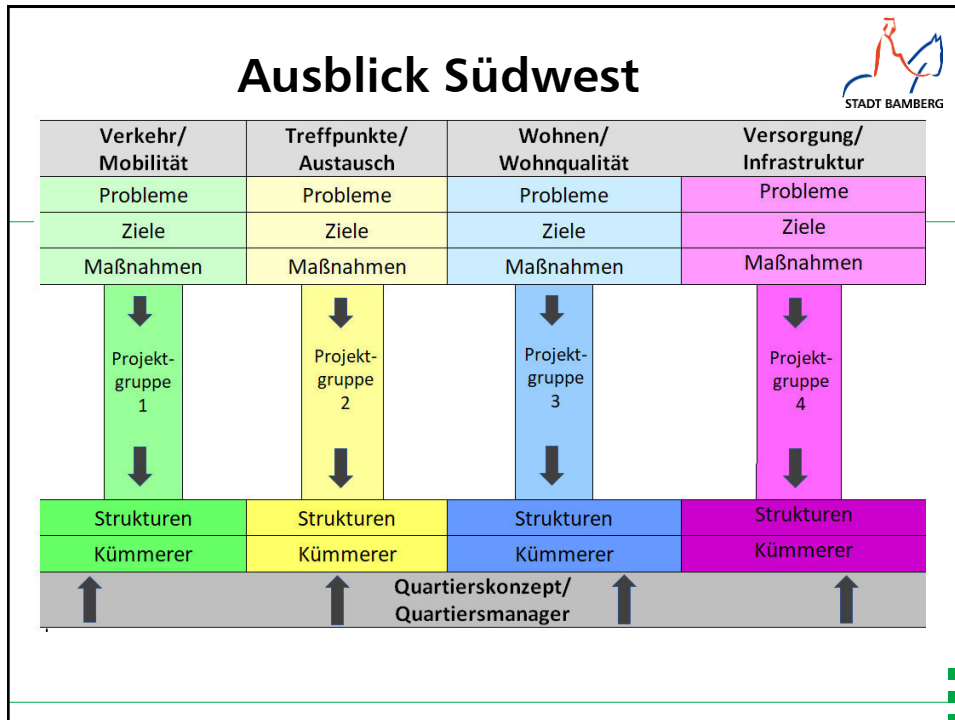 Ausblick Südwest
STADT BAMBERG
Verkehr/
Mobilität
Treffpunkte/
Austausch
Wohnen/
Wohnqualität
Versorgung/
Infrastruktur
Probleme
Probleme
Probleme
Probleme
Ziele
Ziele
Ziele
Ziele
Maßnahmen
Maßnahmen
Maßnahmen
Maßnahmen
Projekt-
gruppe
1
Projekt-
gruppe
2
Projekt-
gruppe
3
Projekt-
gruppe
4
Strukturen
Strukturen
Strukturen
Strukturen
Kümmerer
Kümmerer
Kümmerer
Kümmerer
Quartierskonzept/
Quartiersmanager